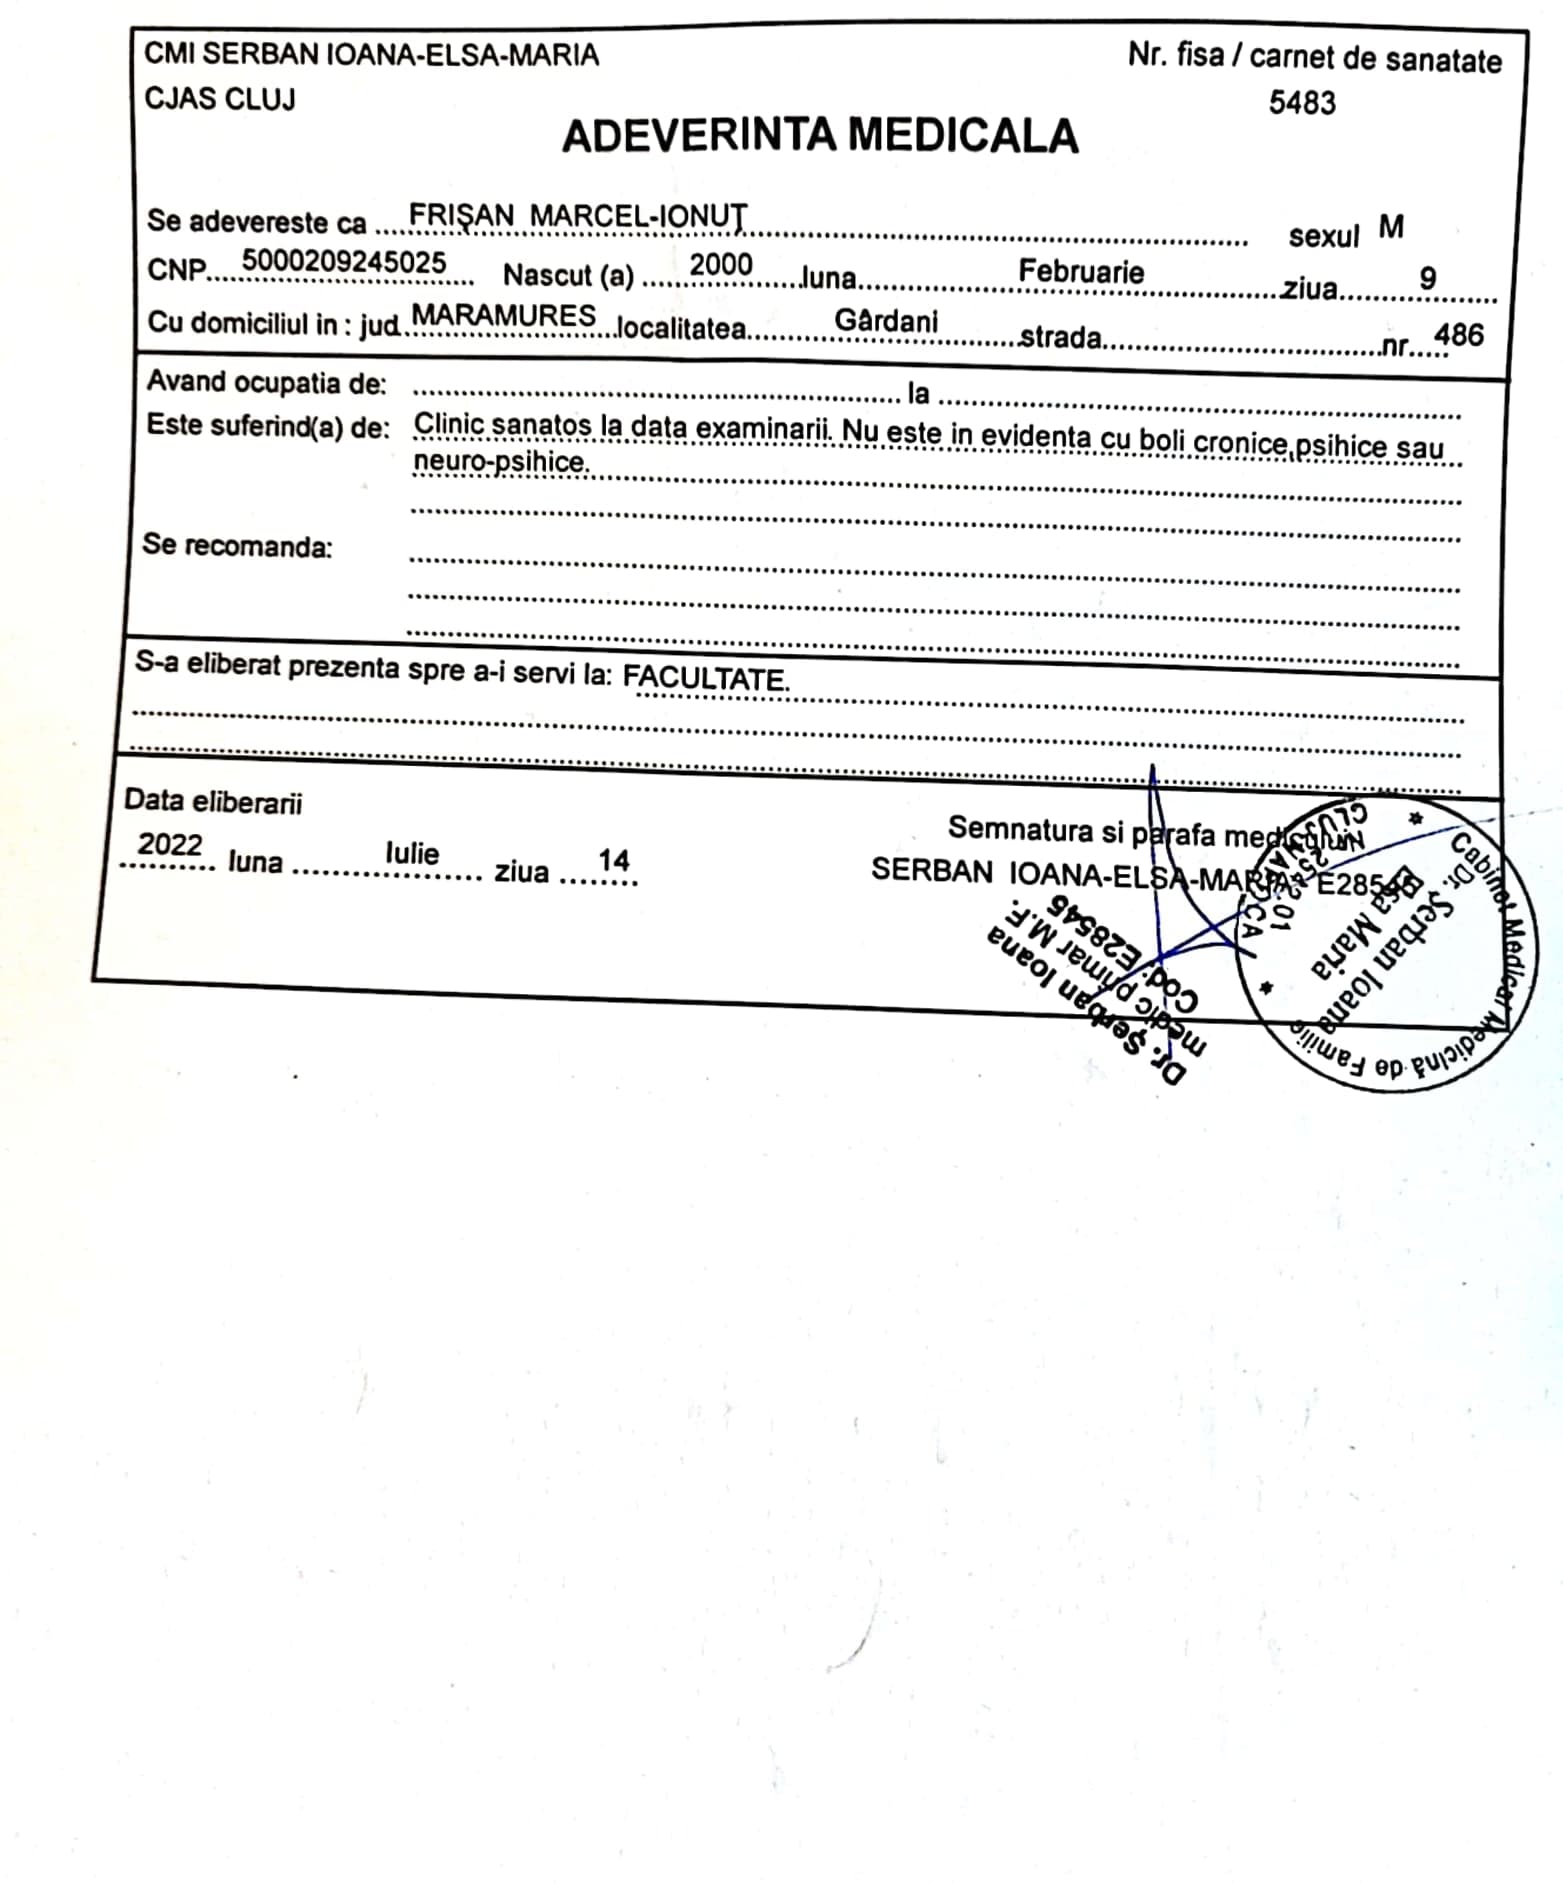 CMI SERBAN IOANA-ELSA-MARIA
Nr. fisa / carnet de sanatate
CJAS CLUJ
5483
ADEVERINTA MEDICALA
Se adevereste ca FRIŞAN MARCEL-IONUŢ sexul M
CNP 5000209245025 Nascut (a) 2000 luna Februarie ziua 9
Cu domiciliul in : jud. MARAMURES localitatea Gârdani strada nr. 486
Avand ocupatia de: la
Este suferind(a) de: Clinic sanatos la data examinarii. Nu este in evidenta cu boli cronice,psihice sau
neuro-psihice.
Se recomanda:
S-a eliberat prezenta spre a-i servi la: FACULTATE.
Data eliberarii
2022 luna Iulie ziua 14
Semnatura si parafa medicului
SERBAN IOANA-ELSA-MARIA
Dr. Şerban Ioana
medic primar M.F.
Cod: E28546
Cabinet Medical Medicină de Familie
Dr. Şerban Ioana
Elsa Maria